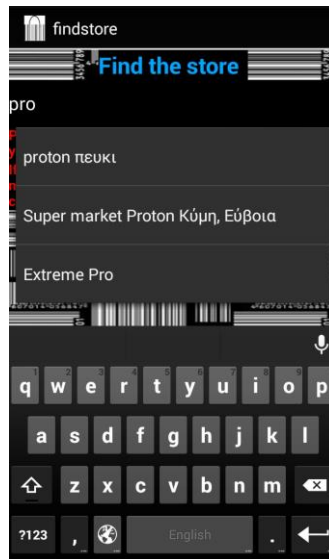 findstore
Find the store
pro
proton πευκι
Super market Proton Κύμη, Εύβοια
Extreme Pro
q w e r t y u i o p
a s d f g h j k l
z x c v b n m
?123 , English .